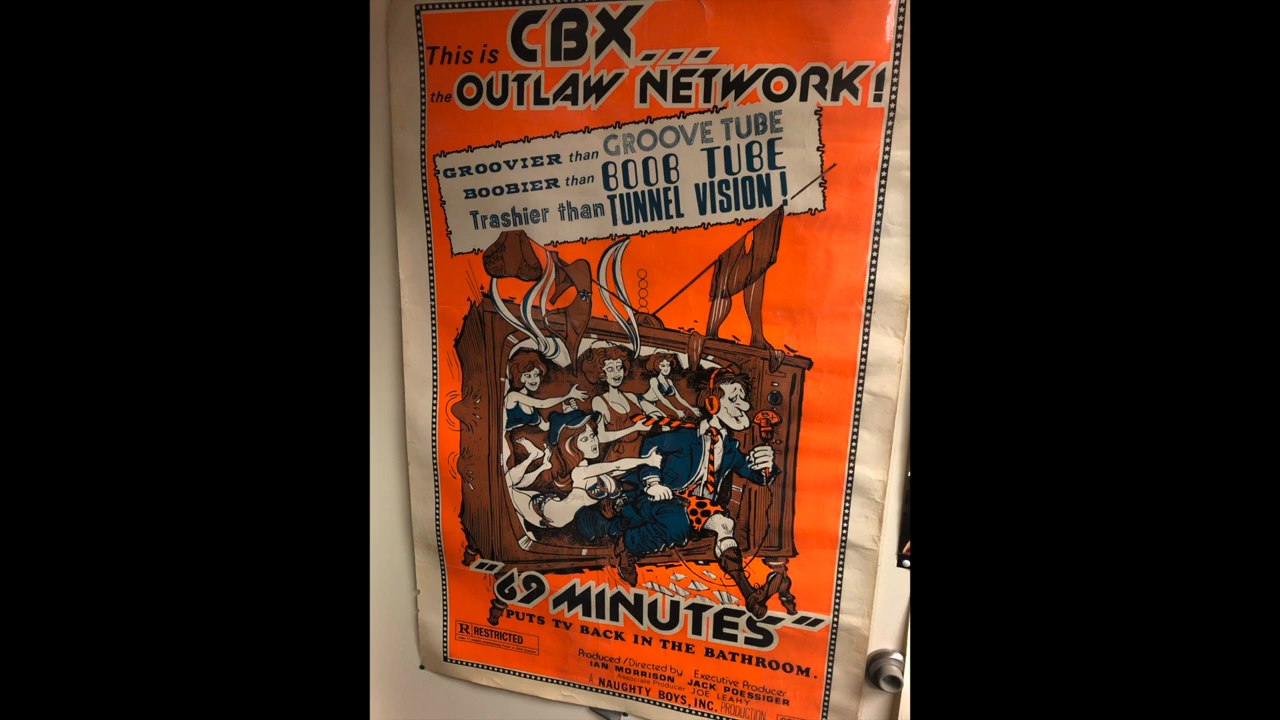 This is CBX...
the OUTLAW NETWORK!
GROOVIER than GROOVE TUBE
BOOBIER than BOOB TUBE
Trashier than TUNNEL VISION!
"69 MINUTES"
PUTS TV BACK IN THE BATHROOM.
R RESTRICTED
Produced/Directed by
IAN MORRISON
Executive Producer
JACK POESSIGER
Associate Producer JOE LEAHY
A NAUGHTY BOYS, INC. PRODUCTION